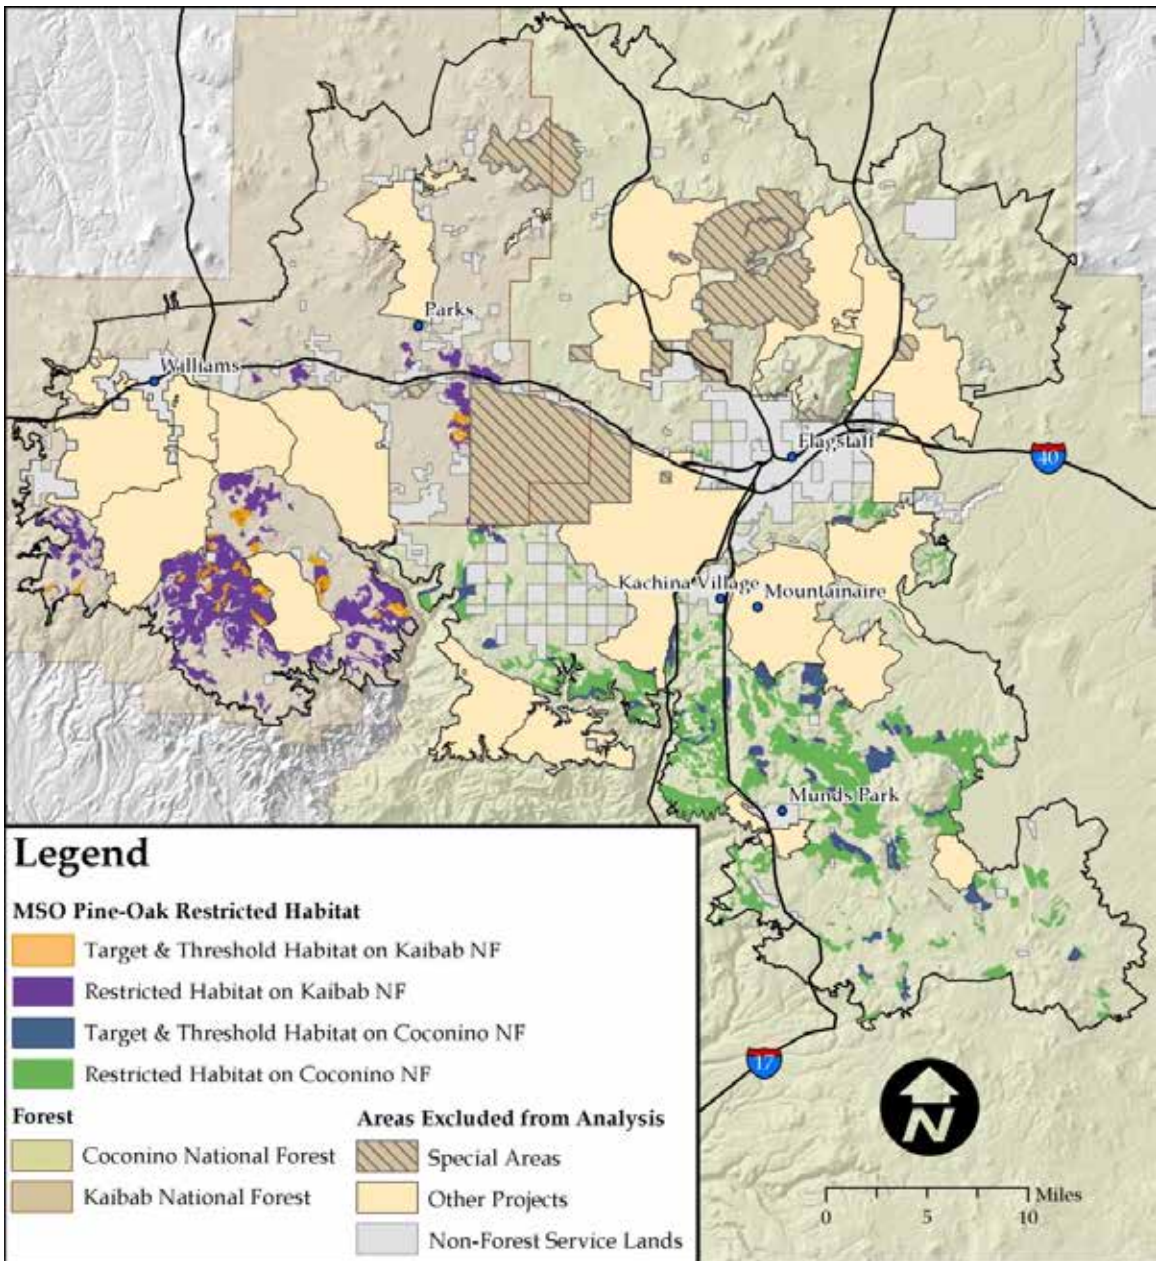 Parks
Williams
Flagstaff
40
Kachina Village
Mountainaire
Munds Park
17
Legend
MSO Pine-Oak Restricted Habitat
Target & Threshold Habitat on Kaibab NF
Restricted Habitat on Kaibab NF
Target & Threshold Habitat on Coconino NF
Restricted Habitat on Coconino NF
Forest
Coconino National Forest
Kaibab National Forest
Areas Excluded from Analysis
Special Areas
Other Projects
Non-Forest Service Lands
N
Miles
0 5 10